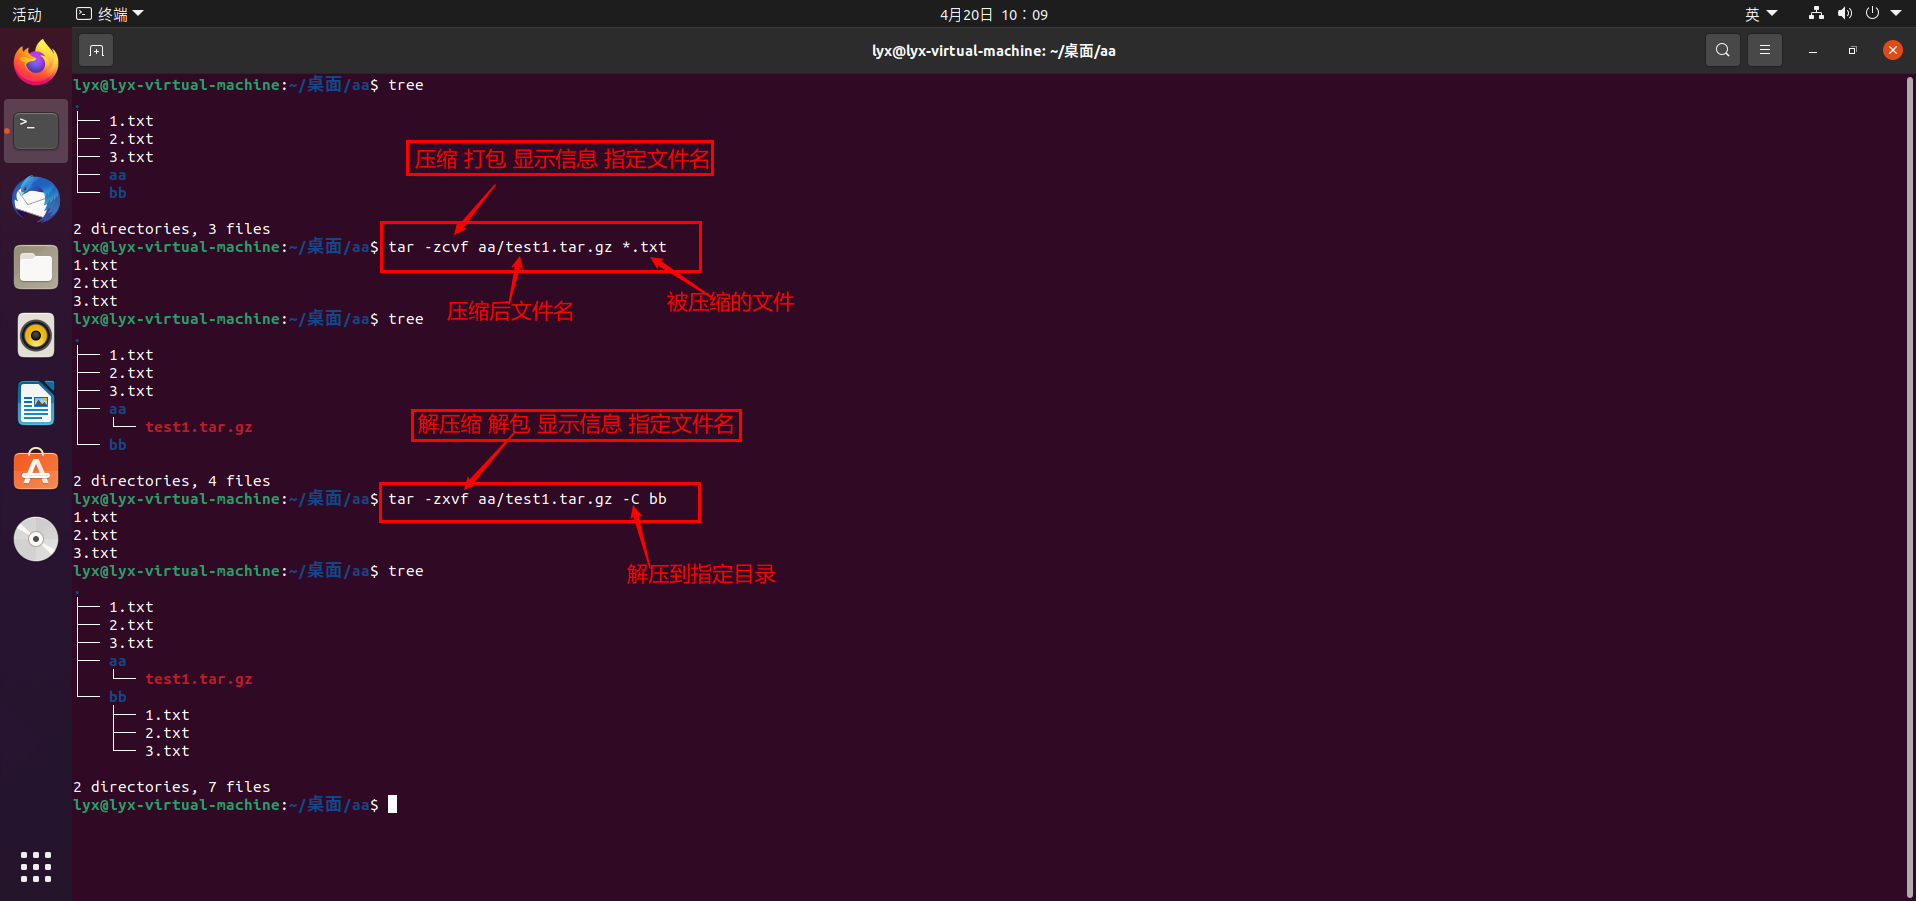 活动 终端 4月20日 10：09 英
lyx@lyx-virtual-machine: ~/桌面/aa
lyx@lyx-virtual-machine:~/桌面/aa$ tree
.
├── 1.txt
├── 2.txt
├── 3.txt
├── aa
└── bb
压缩 打包 显示信息 指定文件名
2 directories, 3 files
lyx@lyx-virtual-machine:~/桌面/aa$ tar -zcvf aa/test1.tar.gz *.txt
1.txt
2.txt
3.txt
压缩后文件名
被压缩的文件
lyx@lyx-virtual-machine:~/桌面/aa$ tree
.
├── 1.txt
├── 2.txt
├── 3.txt
├── aa
│   └── test1.tar.gz
└── bb
解压缩 解包 显示信息 指定文件名
2 directories, 4 files
lyx@lyx-virtual-machine:~/桌面/aa$ tar -zxvf aa/test1.tar.gz -C bb
1.txt
2.txt
3.txt
解压到指定目录
lyx@lyx-virtual-machine:~/桌面/aa$ tree
.
├── 1.txt
├── 2.txt
├── 3.txt
├── aa
│   └── test1.tar.gz
└── bb
    ├── 1.txt
    ├── 2.txt
    └── 3.txt
2 directories, 7 files
lyx@lyx-virtual-machine:~/桌面/aa$